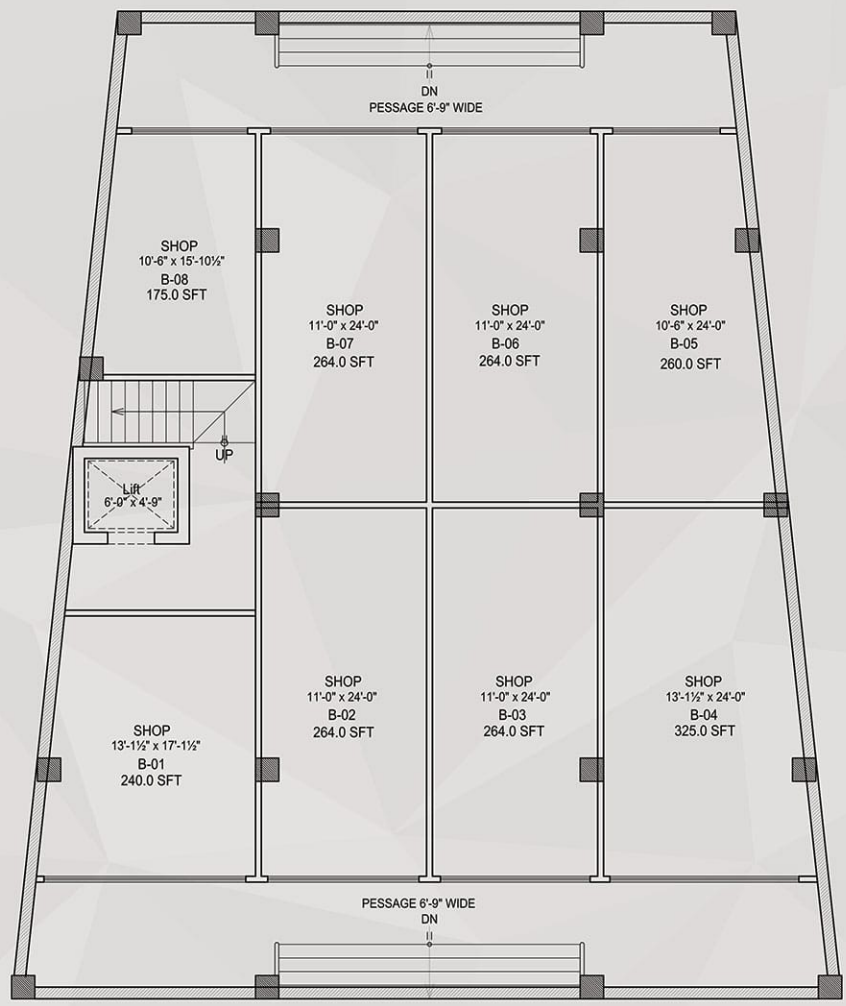 DN
PESSAGE 6'-9" WIDE
SHOP
10'-6" x 15'-10½"
B-08
175.0 SFT
SHOP
11'-0" x 24'-0"
B-07
264.0 SFT
SHOP
11'-0" x 24'-0"
B-06
264.0 SFT
SHOP
10'-6" x 24'-0"
B-05
260.0 SFT
UP
Lift
6'-0" x 4'-9"
SHOP
13'-1½" x 17'-1½"
B-01
240.0 SFT
SHOP
11'-0" x 24'-0"
B-02
264.0 SFT
SHOP
11'-0" x 24'-0"
B-03
264.0 SFT
SHOP
13'-1½" x 24'-0"
B-04
325.0 SFT
PESSAGE 6'-9" WIDE
DN